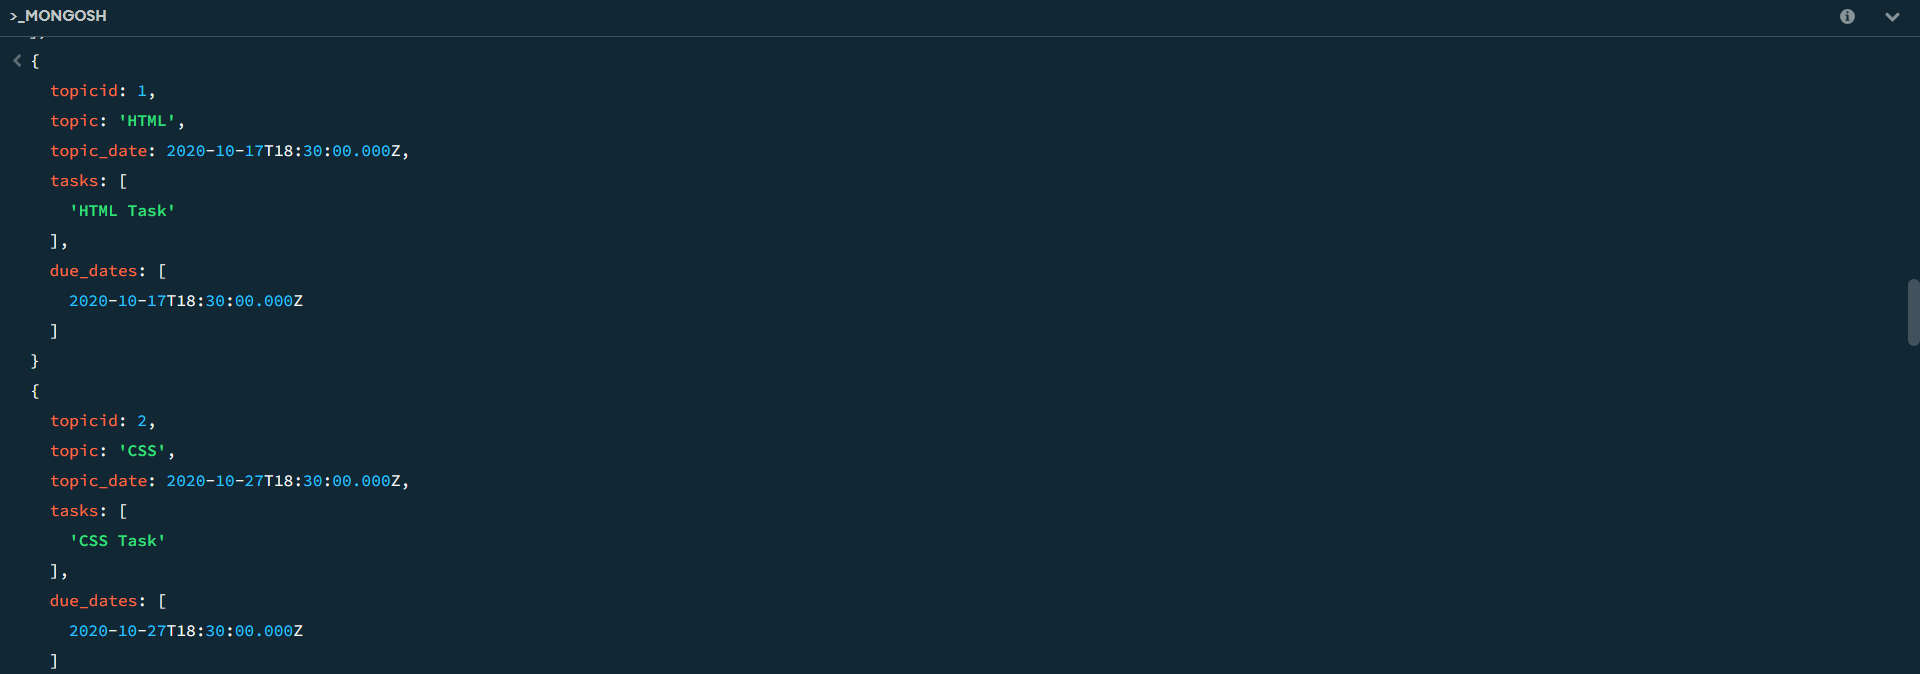 >_MONGOSH
{
topicid: 1,
topic: 'HTML',
topic_date: 2020-10-17T18:30:00.000Z,
tasks: [
'HTML Task'
],
due_dates: [
2020-10-17T18:30:00.000Z
]
}
{
topicid: 2,
topic: 'CSS',
topic_date: 2020-10-27T18:30:00.000Z,
tasks: [
'CSS Task'
],
due_dates: [
2020-10-27T18:30:00.000Z
]